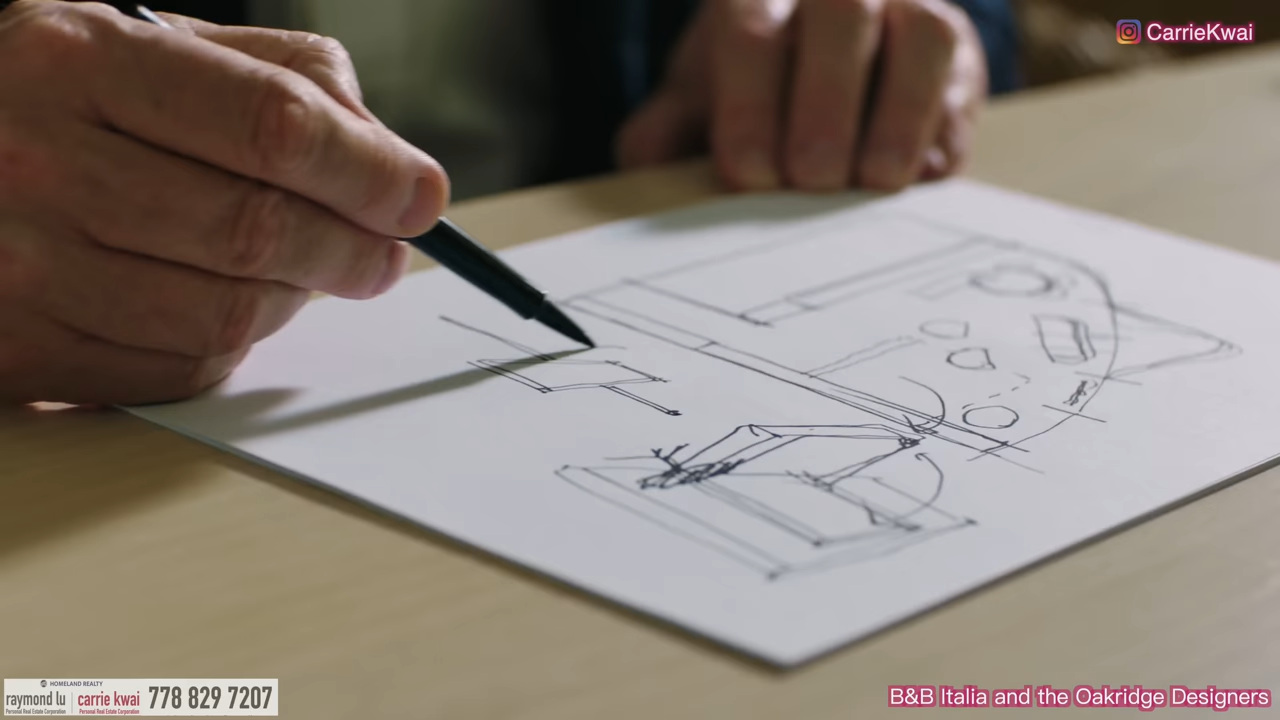 CarrieKwai
HOMELAND REALTY
raymond lu carrie kwai 778 829 7207
Personal Real Estate Corporation Personal Real Estate Corporation
B&B Italia and the Oakridge Designers